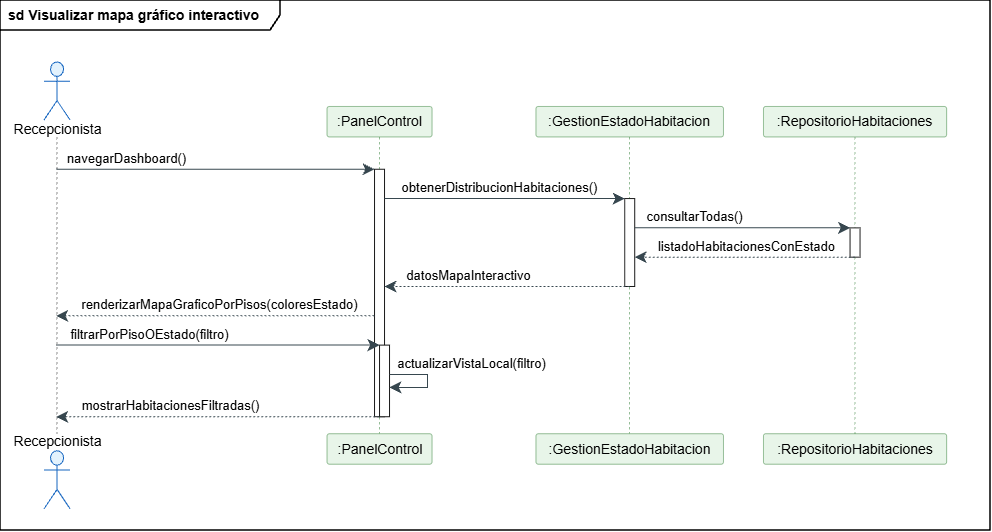 sd Visualizar mapa gráfico interactivo
Recepcionista
:PanelControl
:GestionEstadoHabitacion
:RepositorioHabitaciones
navegarDashboard()
obtenerDistribucionHabitaciones()
consultarTodas()
listadoHabitacionesConEstado
datosMapaInteractivo
renderizarMapaGraficoPorPisos(coloresEstado)
filtrarPorPisoOEstado(filtro)
actualizarVistaLocal(filtro)
mostrarHabitacionesFiltradas()
Recepcionista
:PanelControl
:GestionEstadoHabitacion
:RepositorioHabitaciones